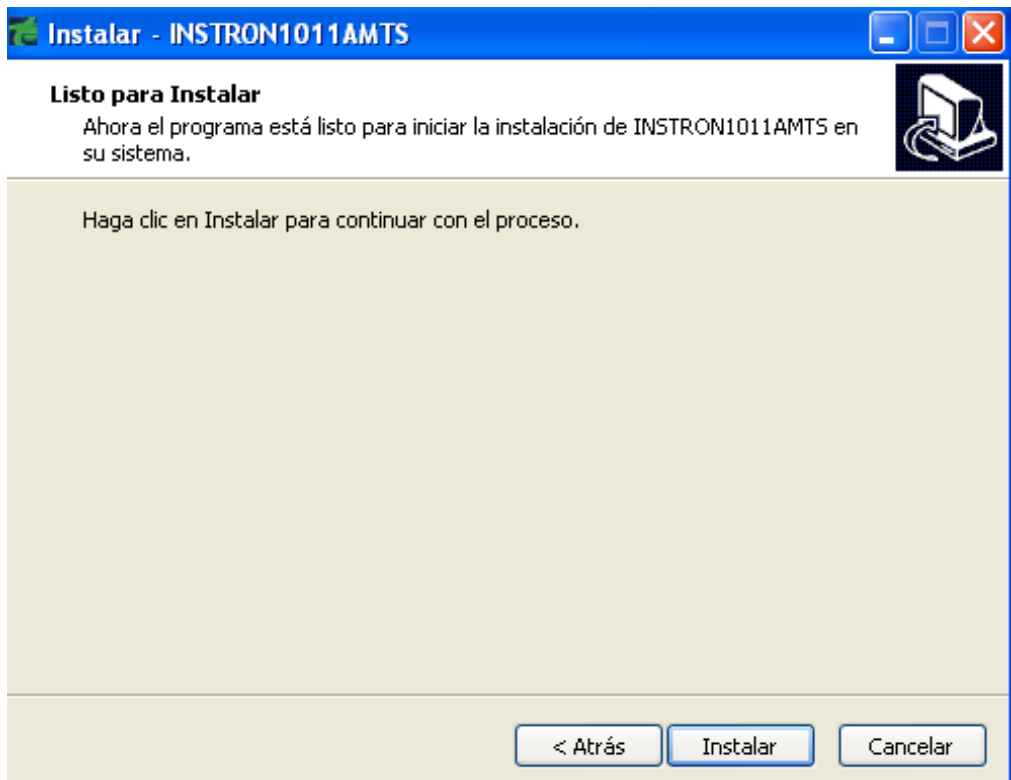 Instalar - INSTRON1011AMTS
Listo para Instalar
Ahora el programa está listo para iniciar la instalación de INSTRON1011AMTS en
su sistema.
Haga clic en Instalar para continuar con el proceso.
< Atrás
Instalar
Cancelar